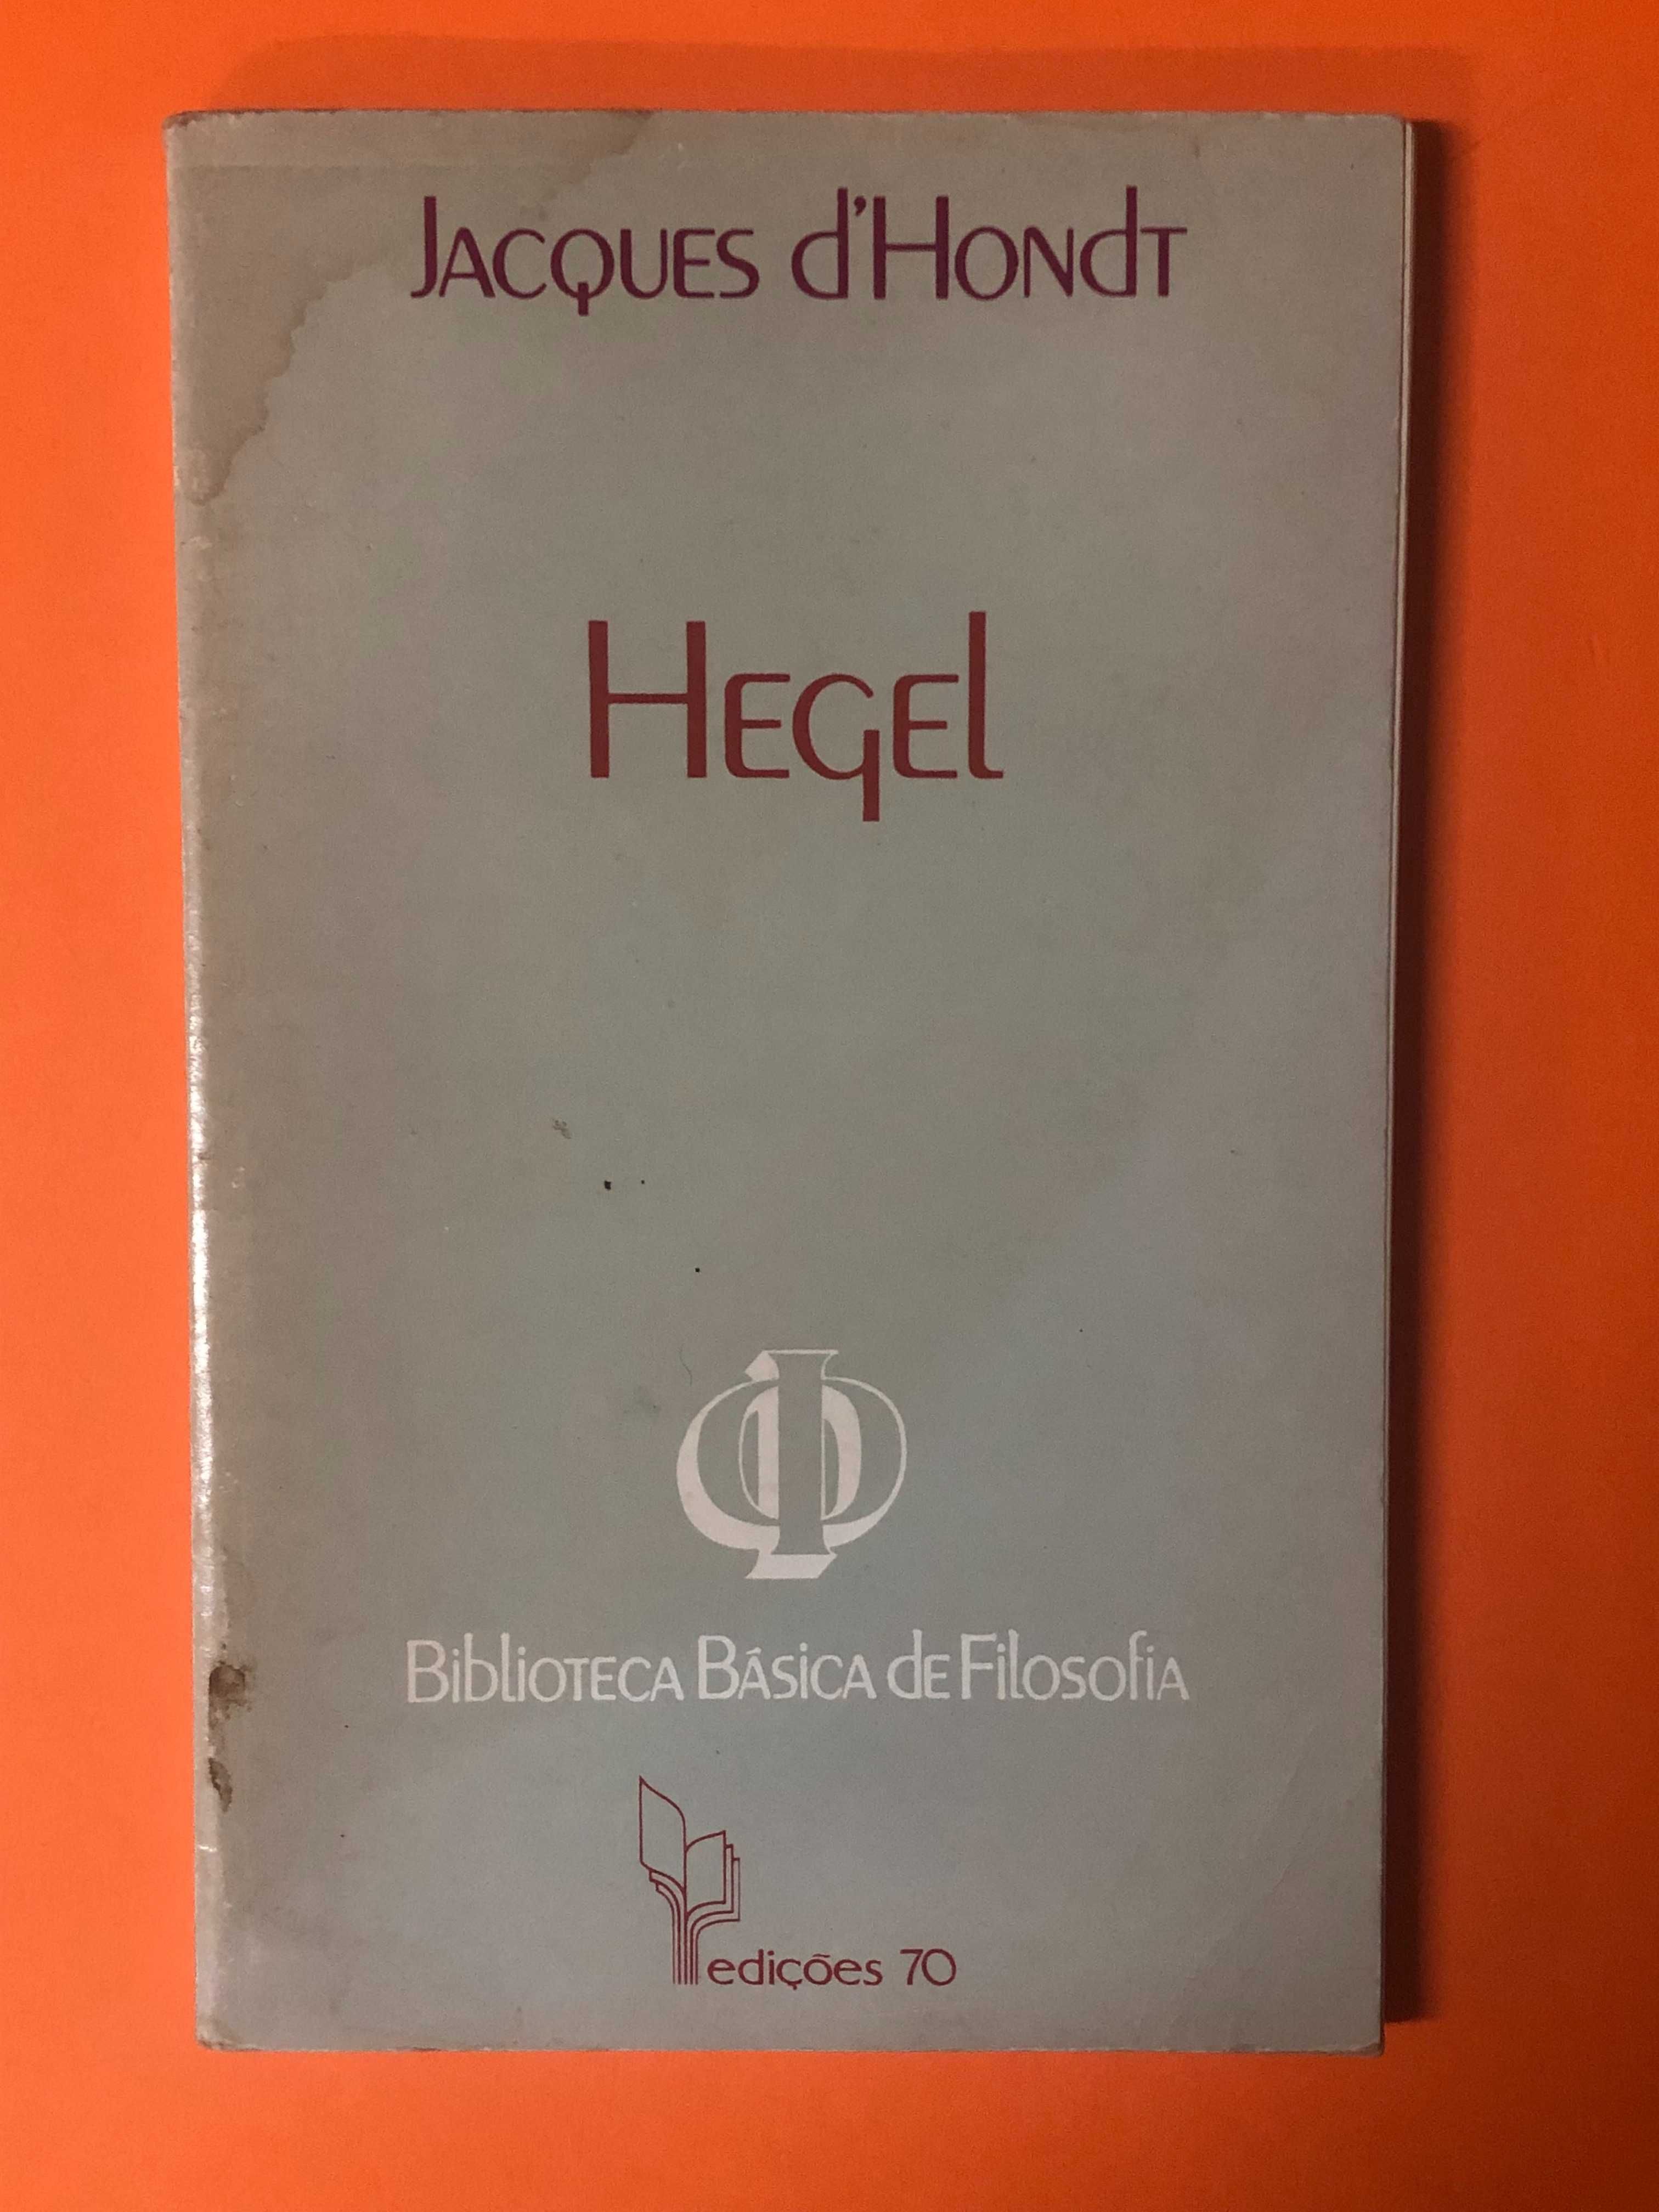 Jacques d'Hondt
Hegel
Φ
Biblioteca Básica de Filosofia
edições 70